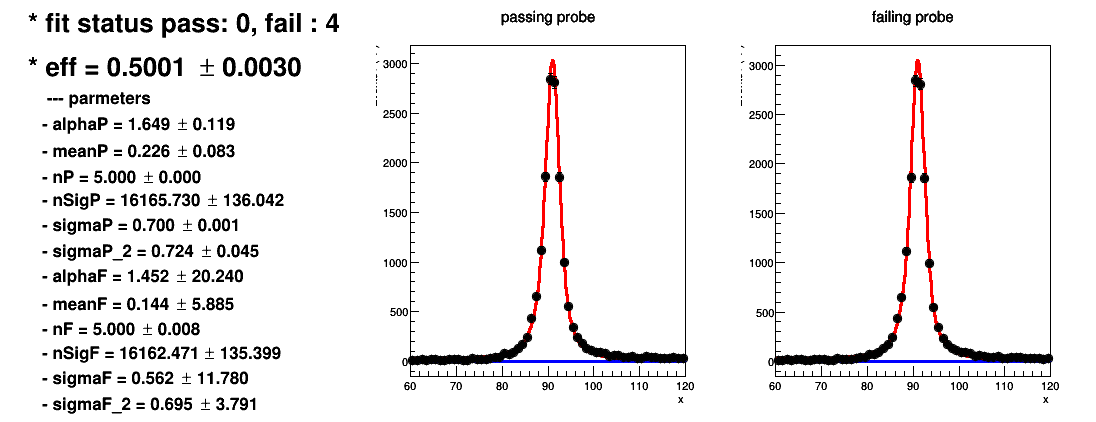 * fit status pass: 0, fail : 4
* eff = 0.5001 ± 0.0030
--- parmeters
- alphaP = 1.649 ± 0.119
- meanP = 0.226 ± 0.083
- nP = 5.000 ± 0.000
- nSigP = 16165.730 ± 136.042
- sigmaP = 0.700 ± 0.001
- sigmaP_2 = 0.724 ± 0.045
- alphaF = 1.452 ± 20.240
- meanF = 0.144 ± 5.885
- nF = 5.000 ± 0.008
- nSigF = 16162.471 ± 135.399
- sigmaF = 0.562 ± 11.780
- sigmaF_2 = 0.695 ± 3.791
passing probe
3000
2500
2000
1500
1000
500
0
60 70 80 90 100 110 120
x
failing probe
3000
2500
2000
1500
1000
500
0
60 70 80 90 100 110 120
x